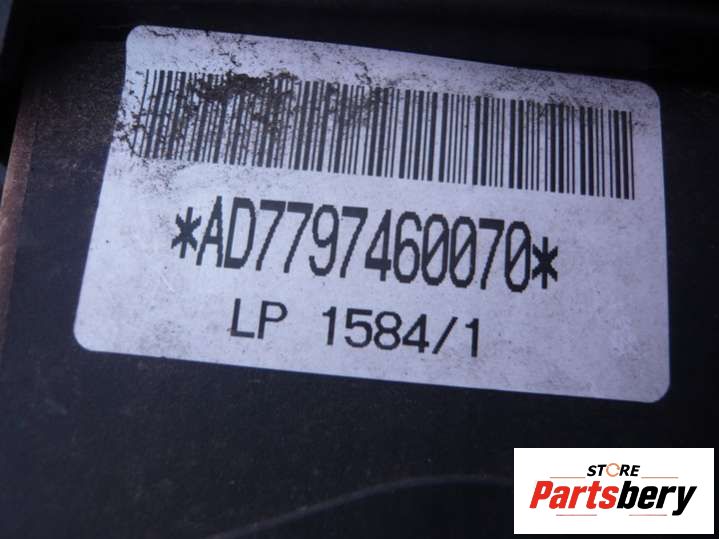 *AD7797460070*
LP 1584/1
STORE
Partsbery